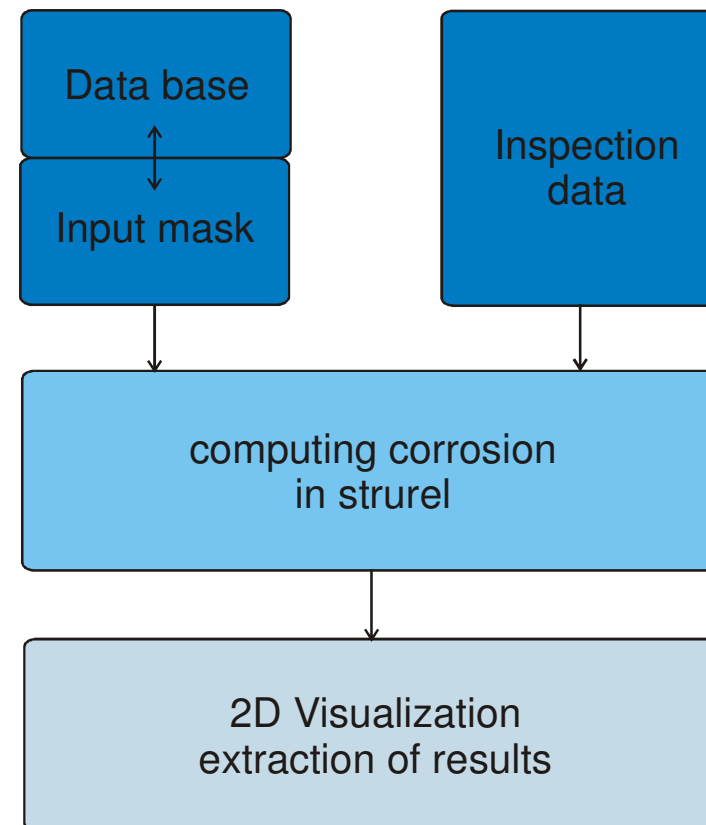 Data base
Input mask
Inspection
data
computing corrosion
in strurel
2D Visualization
extraction of results